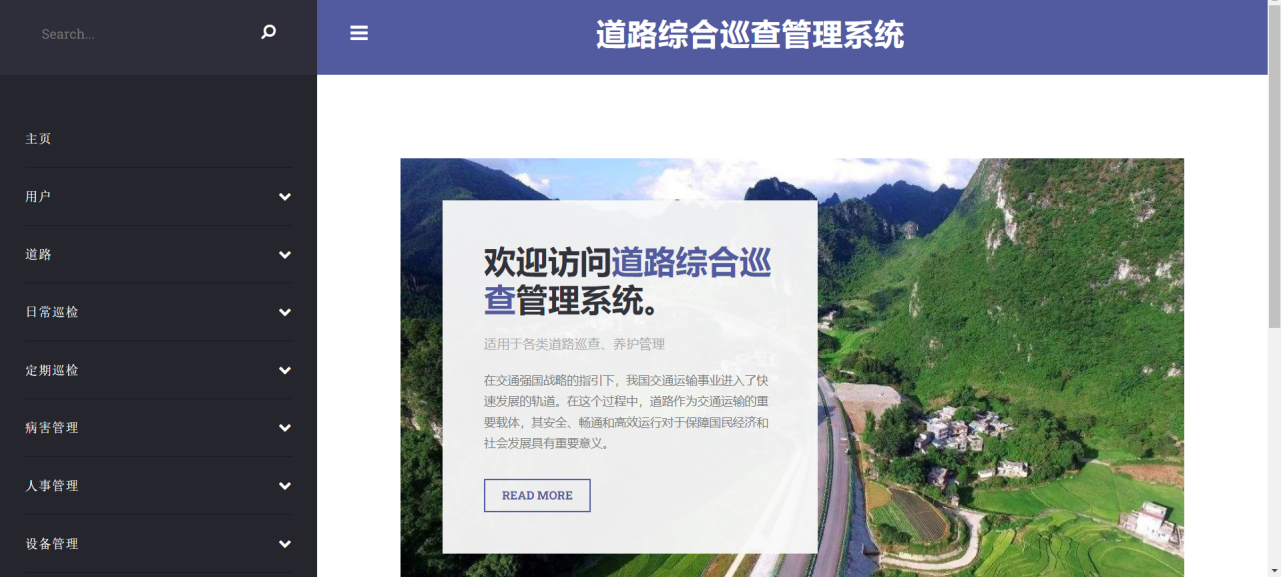 Search...
主页
用户
道路
日常巡检
定期巡检
病害管理
人事管理
设备管理
道路综合巡查管理系统
欢迎访问道路综合巡
查管理系统。
适用于各类道路巡查、养护管理
在交通强国战略的指引下，我国交通运输事业进入了快
速发展的轨道。在这个过程中，道路作为交通运输的重
要载体，其安全、畅通和高效运行对于保障国民经济和
社会发展具有重要意义。
READ MORE